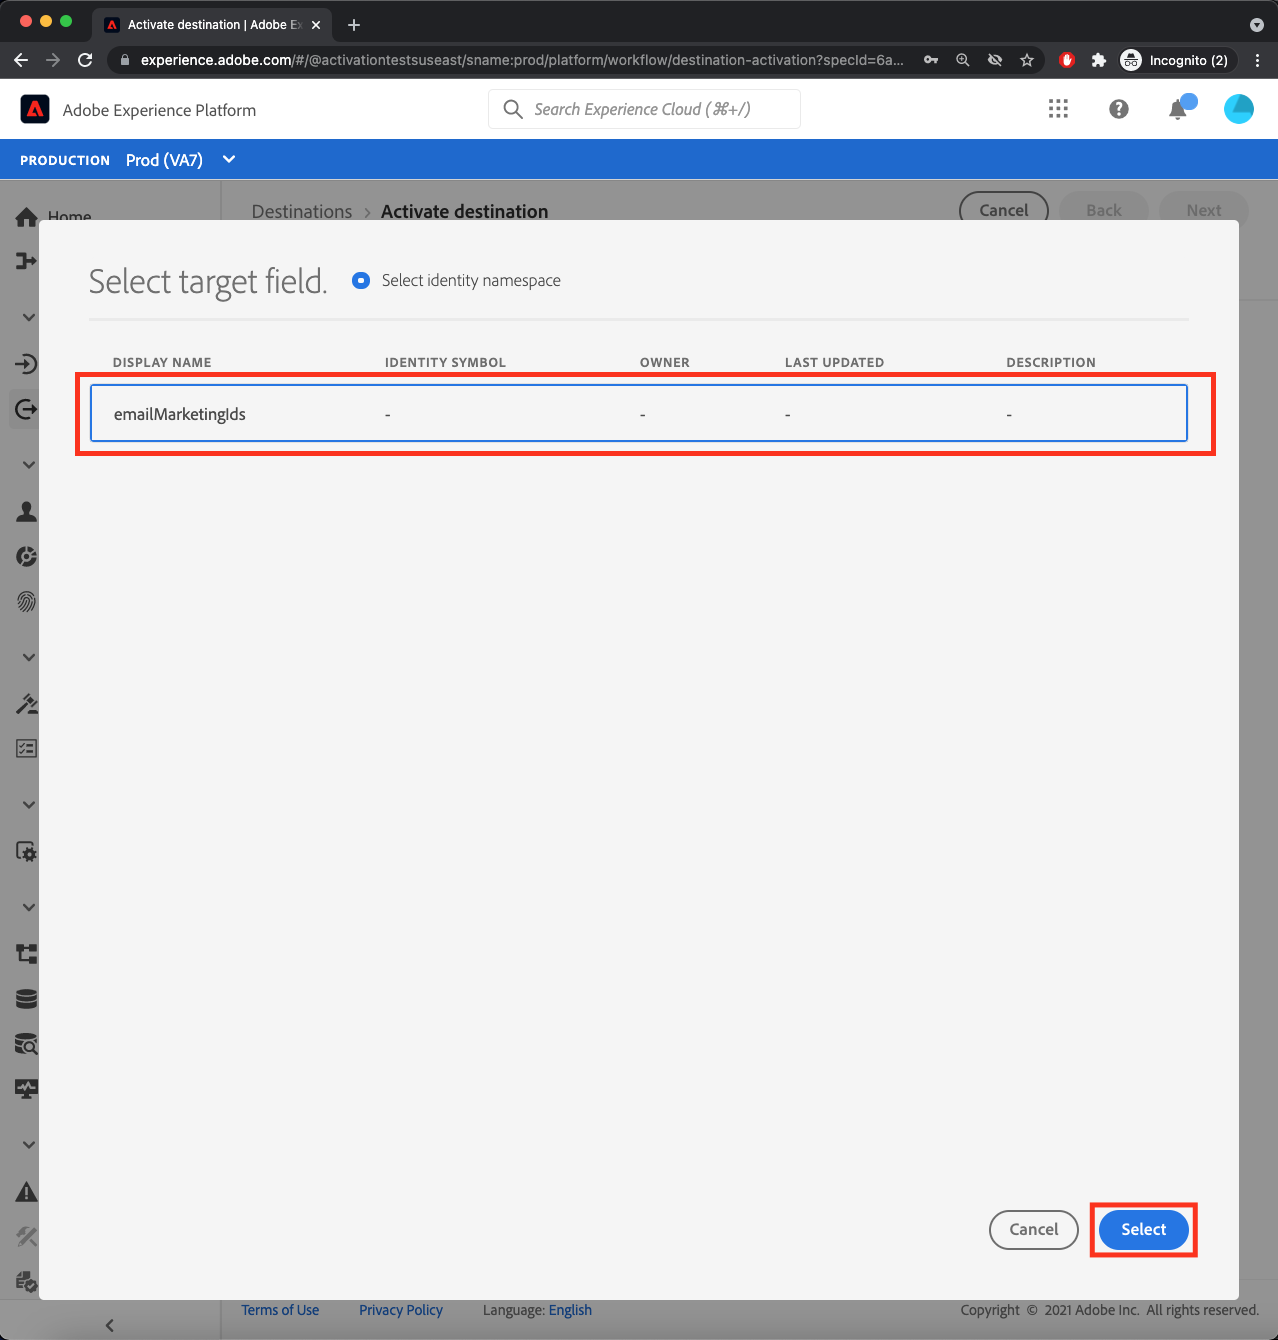 Activate destination | Adobe Ex
experience.adobe.com/#/@activationtestsuseast/sname:prod/platform/workflow/destination-activation?specId=6a...
Incognito (2)
Adobe Experience Platform
Search Experience Cloud (⌘+/)
PRODUCTION Prod (VA7)
Home
Destinations > Activate destination
Cancel Back Next
Select target field. Select identity namespace
DISPLAY NAME IDENTITY SYMBOL OWNER LAST UPDATED DESCRIPTION
emailMarketingIds - - - -
Cancel Select
Terms of Use Privacy Policy Language: English Copyright © 2021 Adobe Inc. All rights reserved.